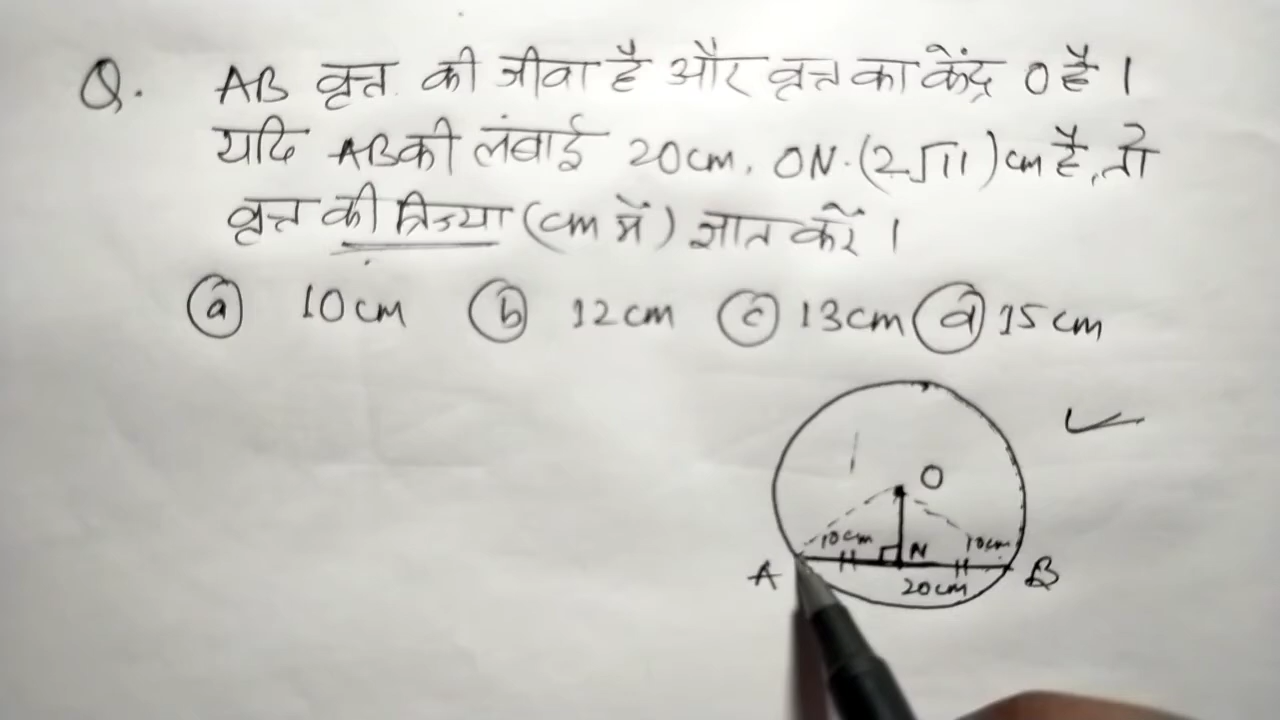 Q. AB वृत्त की जीवा है और वृत्त का केंद्र O है।
यदि AB की लंबाई 20cm, ON.(2√11)cm है, तो
वृत्त की त्रिज्या (cm में) ज्ञात करें।
a 10cm b 12cm c 13cm d 15cm
O
10cm N 10cm
A 20cm B